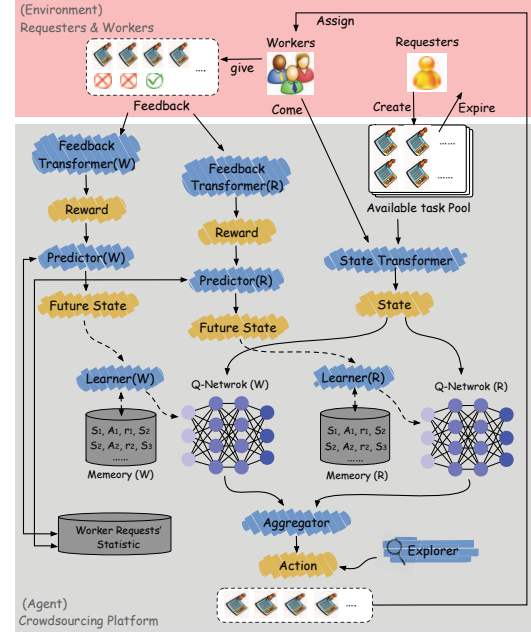 (Environment)
Requesters & Workers
Assign
Workers
Requesters
....
give
Feedback
Come
Create
Expire
......
......
Available task Pool
Feedback
Transformer(W)
Feedback
Transformer(R)
Reward
Reward
Predictor(W)
Predictor(R)
State Transformer
Future State
Future State
State
Learner(W)
Q-Netwrok (W)
Learner(R)
Q-Netwrok (R)
S1, A1, r1, S2
S2, A2, r2, S3
......
Memeory (W)
S1, A1, r1, S2
S2, A2, r2, S3
......
Memeory (R)
Worker Requests'
Statistic
Aggregator
Action
Explorer
....
(Agent)
Crowdsourcing Platform